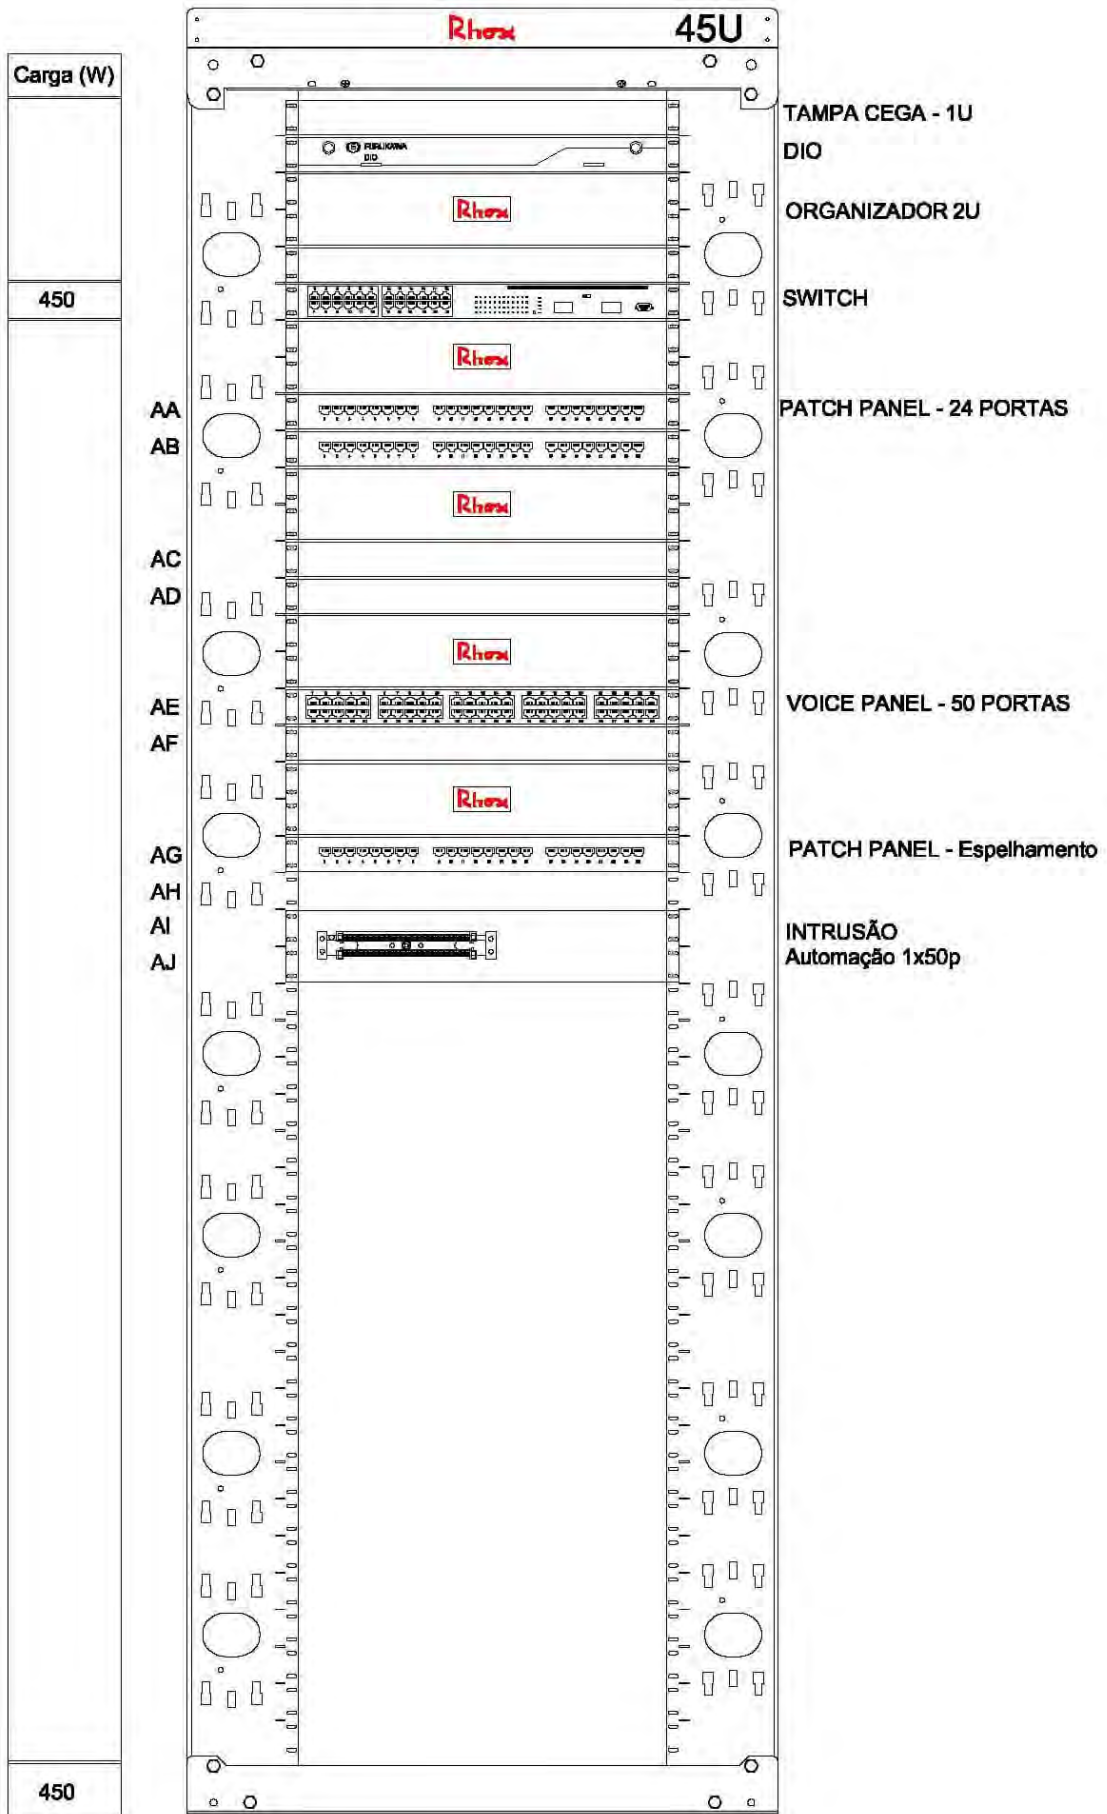 Rhox 45U
Carga (W)
TAMPA CEGA - 1U
FURUKAWA
DIO
DIO
Rhox
ORGANIZADOR 2U
450
SWITCH
Rhox
AA
PATCH PANEL - 24 PORTAS
AB
Rhox
AC
AD
Rhox
AE
VOICE PANEL - 50 PORTAS
AF
Rhox
AG
PATCH PANEL - Espelhamento
AH
AI
INTRUSÃO
Automação 1x50p
AJ
450